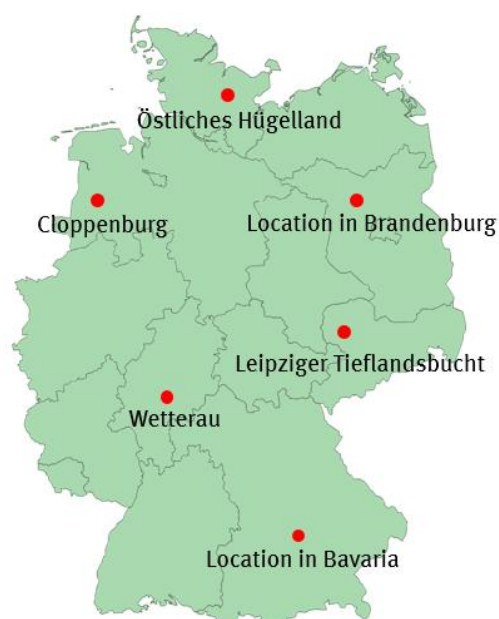 Östliches Hügelland
Cloppenburg
Location in Brandenburg
Leipziger Tieflandsbucht
Wetterau
Location in Bavaria